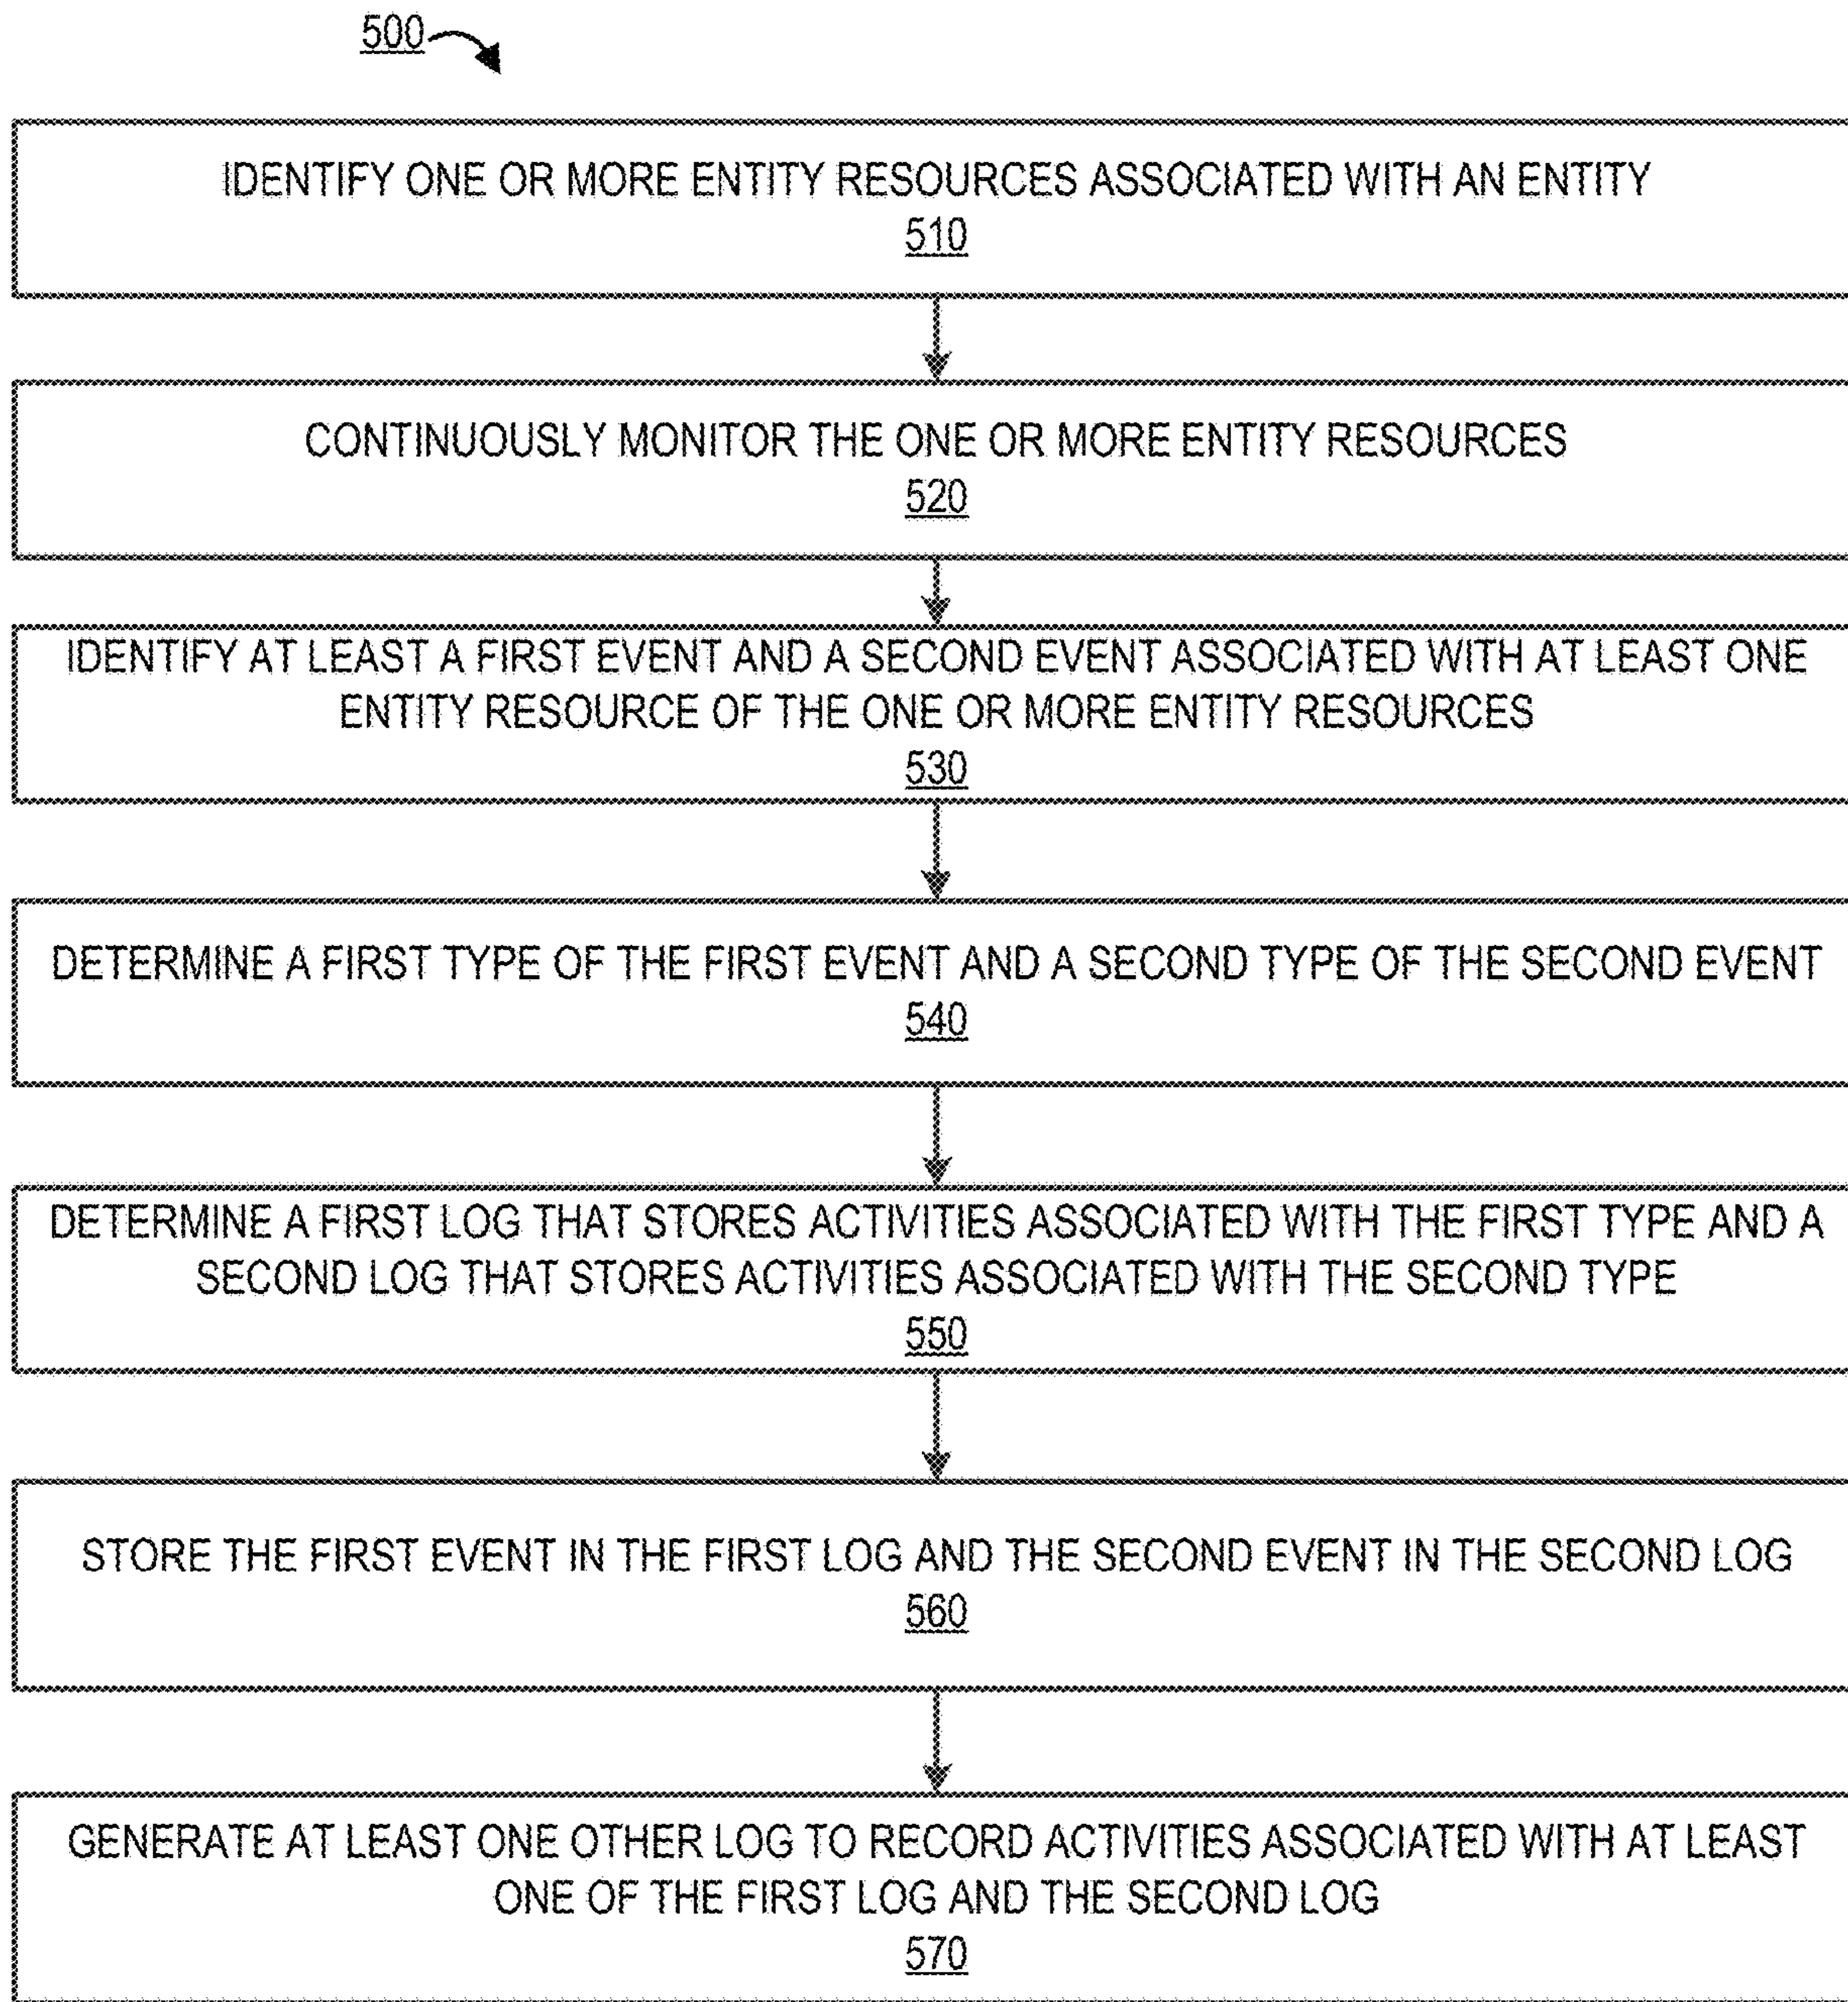 500
IDENTIFY ONE OR MORE ENTITY RESOURCES ASSOCIATED WITH AN ENTITY
510
CONTINUOUSLY MONITOR THE ONE OR MORE ENTITY RESOURCES
520
IDENTIFY AT LEAST A FIRST EVENT AND A SECOND EVENT ASSOCIATED WITH AT LEAST ONE
ENTITY RESOURCE OF THE ONE OR MORE ENTITY RESOURCES
530
DETERMINE A FIRST TYPE OF THE FIRST EVENT AND A SECOND TYPE OF THE SECOND EVENT
540
DETERMINE A FIRST LOG THAT STORES ACTIVITIES ASSOCIATED WITH THE FIRST TYPE AND A
SECOND LOG THAT STORES ACTIVITIES ASSOCIATED WITH THE SECOND TYPE
550
STORE THE FIRST EVENT IN THE FIRST LOG AND THE SECOND EVENT IN THE SECOND LOG
560
GENERATE AT LEAST ONE OTHER LOG TO RECORD ACTIVITIES ASSOCIATED WITH AT LEAST
ONE OF THE FIRST LOG AND THE SECOND LOG
570